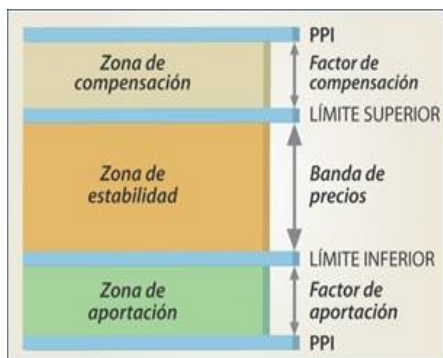 PPI
Zona de
compensación
Factor de
compensación
LÍMITE SUPERIOR
Zona de
estabilidad
Banda de
precios
LÍMITE INFERIOR
Zona de
aportación
Factor de
aportación
PPI